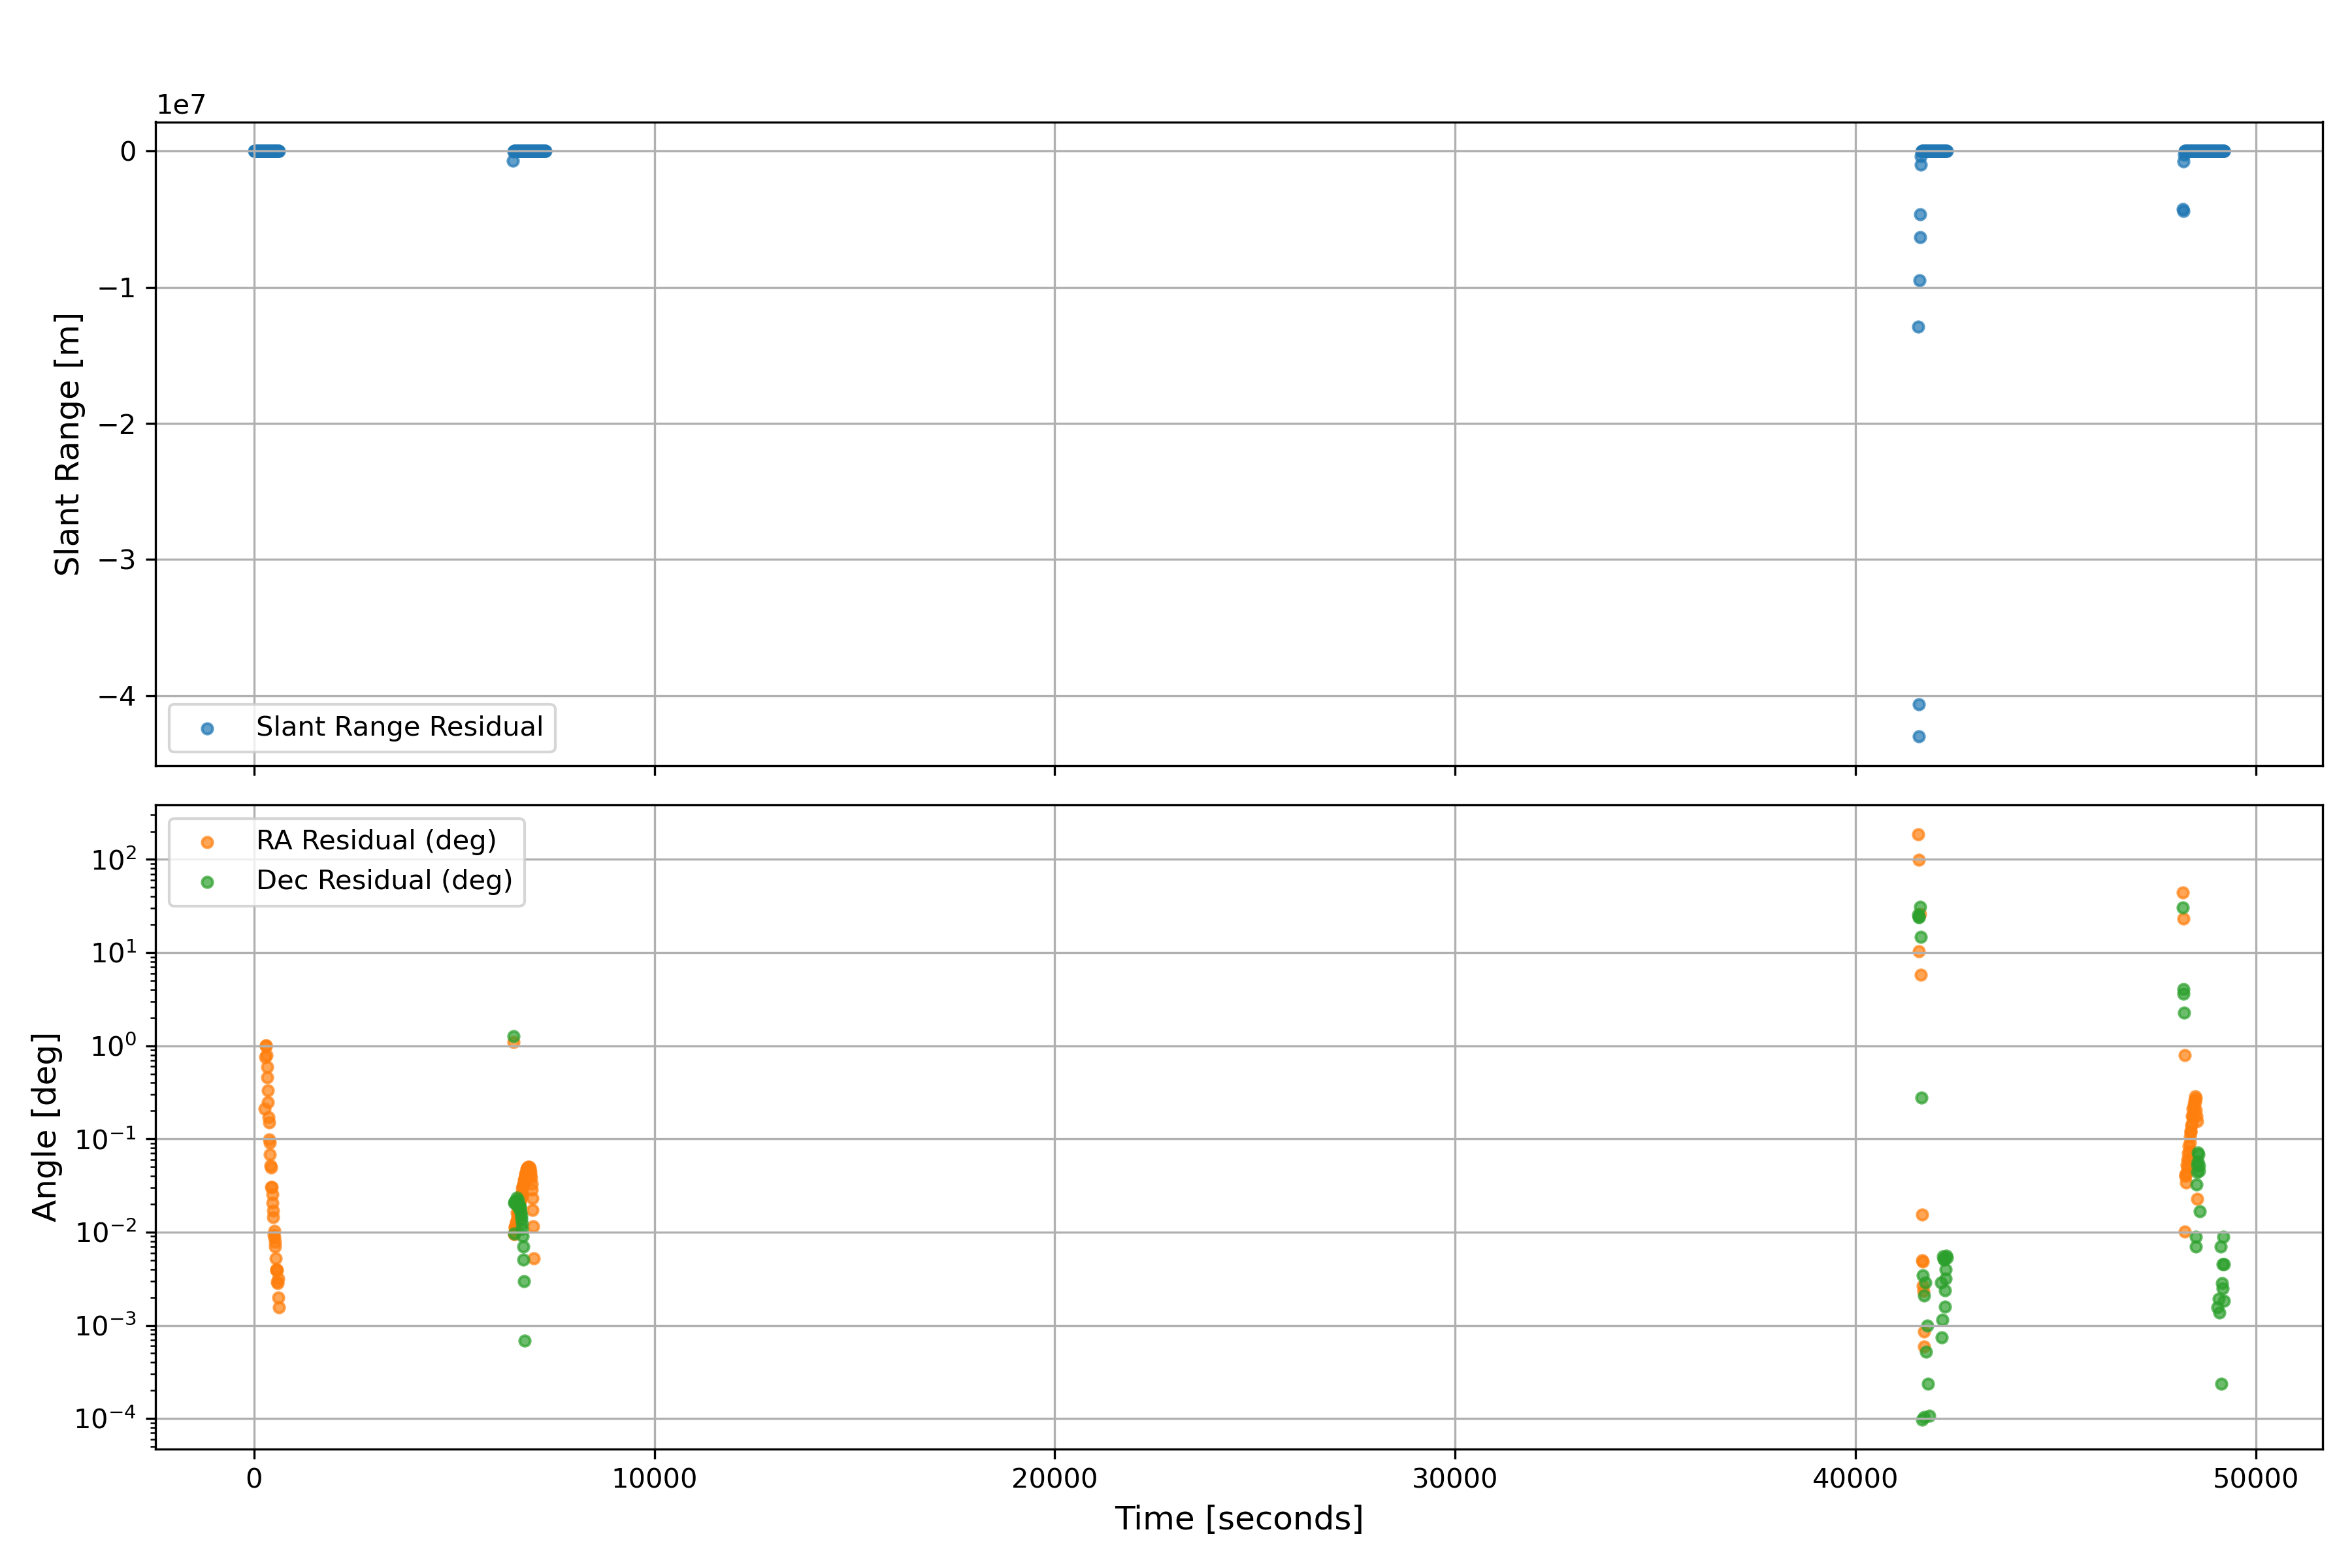 1e7
0
−1
−2
−3
−4
Slant Range [m]
Slant Range Residual
RA Residual (deg)
Dec Residual (deg)
10²
10¹
10⁰
10⁻¹
10⁻²
10⁻³
10⁻⁴
Angle [deg]
0 10000 20000 30000 40000 50000
Time [seconds]